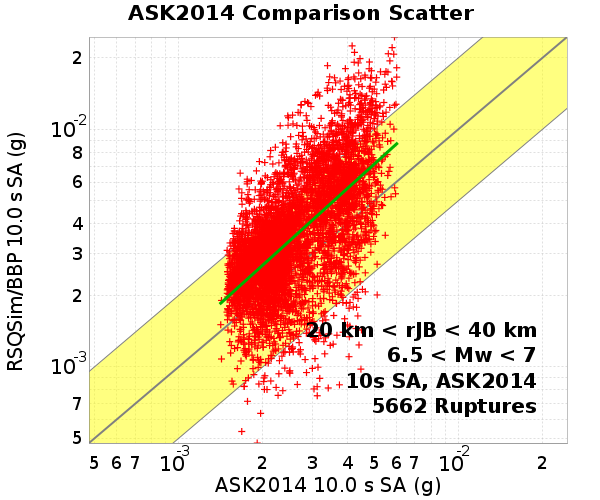 ASK2014 Comparison Scatter
RSQSim/BBP 10.0 s SA (g)
2
10-2
8
6
4
3
2
10-3
7
5
20 km < rJB < 40 km
6.5 < Mw < 7
10s SA, ASK2014
5662 Ruptures
5 6 7 10-3 2 3 4 5 6 7 10-2 2
ASK2014 10.0 s SA (g)